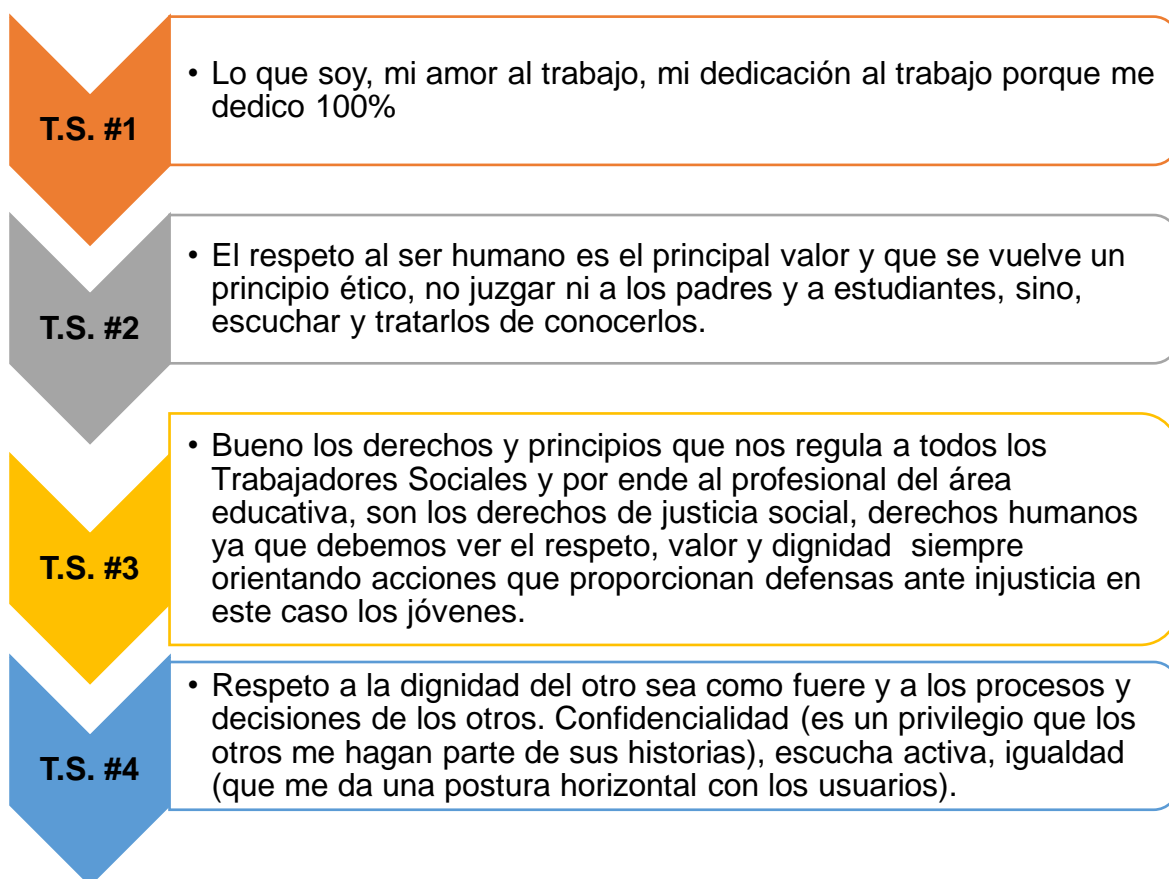 T.S. #1
• Lo que soy, mi amor al trabajo, mi dedicación al trabajo porque me
dedico 100%
T.S. #2
• El respeto al ser humano es el principal valor y que se vuelve un
principio ético, no juzgar ni a los padres y a estudiantes, sino,
escuchar y tratarlos de conocerlos.
T.S. #3
• Bueno los derechos y principios que nos regula a todos los
Trabajadores Sociales y por ende al profesional del área
educativa, son los derechos de justicia social, derechos humanos
ya que debemos ver el respeto, valor y dignidad siempre
orientando acciones que proporcionan defensas ante injusticia en
este caso los jóvenes.
T.S. #4
• Respeto a la dignidad del otro sea como fuere y a los procesos y
decisiones de los otros. Confidencialidad (es un privilegio que los
otros me hagan parte de sus historias), escucha activa, igualdad
(que me da una postura horizontal con los usuarios).